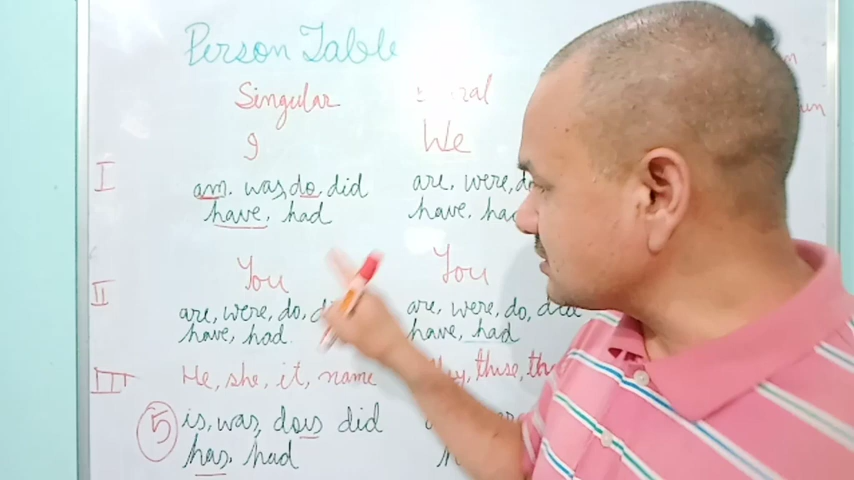 Person Table
Singular
I We
I
am. was, do, did are, were,
have, had have.
You You
II
are, were, do, are, were, do, did
have, had. have, had
III He, she, it, name
5 is, was, does did
has. had